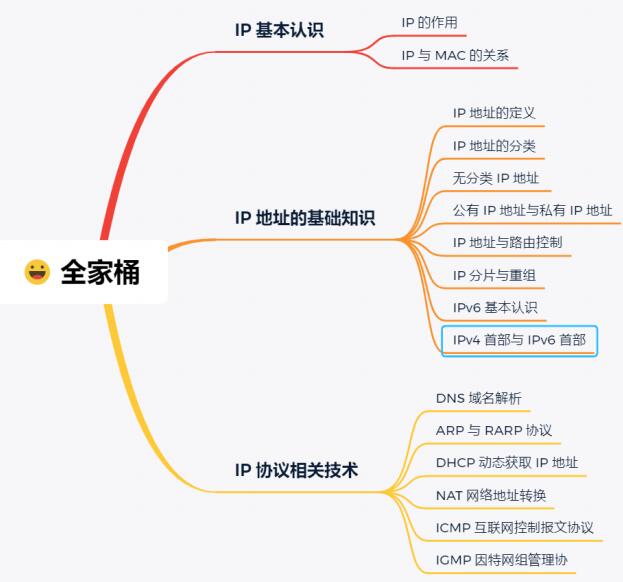 IP 基本认识
IP 的作用
IP 与 MAC 的关系
全家桶
IP 地址的基础知识
IP 地址的定义
IP 地址的分类
无分类 IP 地址
公有 IP 地址与私有 IP 地址
IP 地址与路由控制
IP 分片与重组
IPv6 基本认识
IPv4 首部与 IPv6 首部
IP 协议相关技术
DNS 域名解析
ARP 与 RARP 协议
DHCP 动态获取 IP 地址
NAT 网络地址转换
ICMP 互联网控制报文协议
IGMP 因特网组管理协